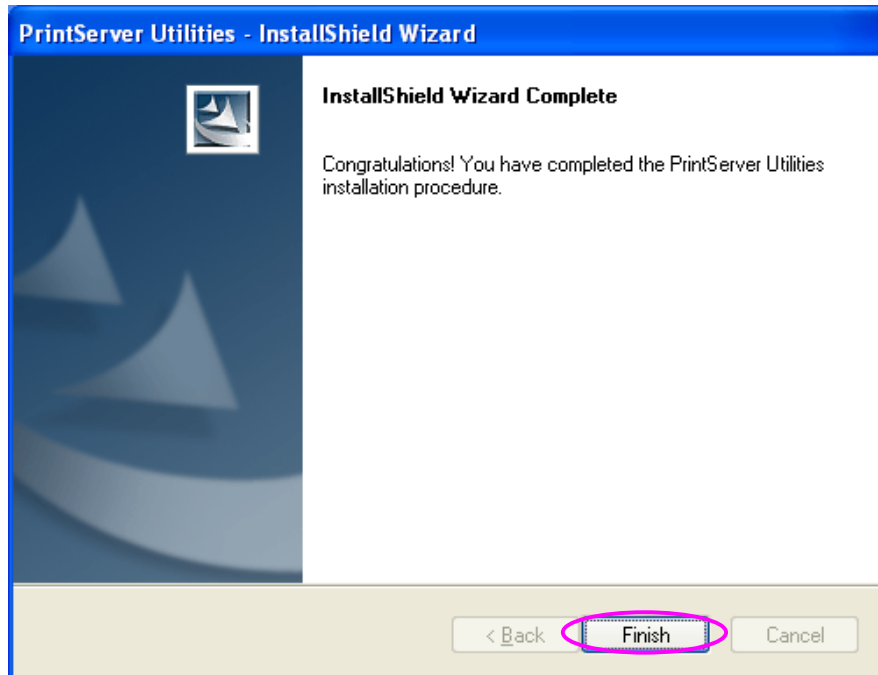 PrintServer Utilities - InstallShield Wizard
InstallShield Wizard Complete
Congratulations! You have completed the PrintServer Utilities
installation procedure.
< Back
Finish
Cancel